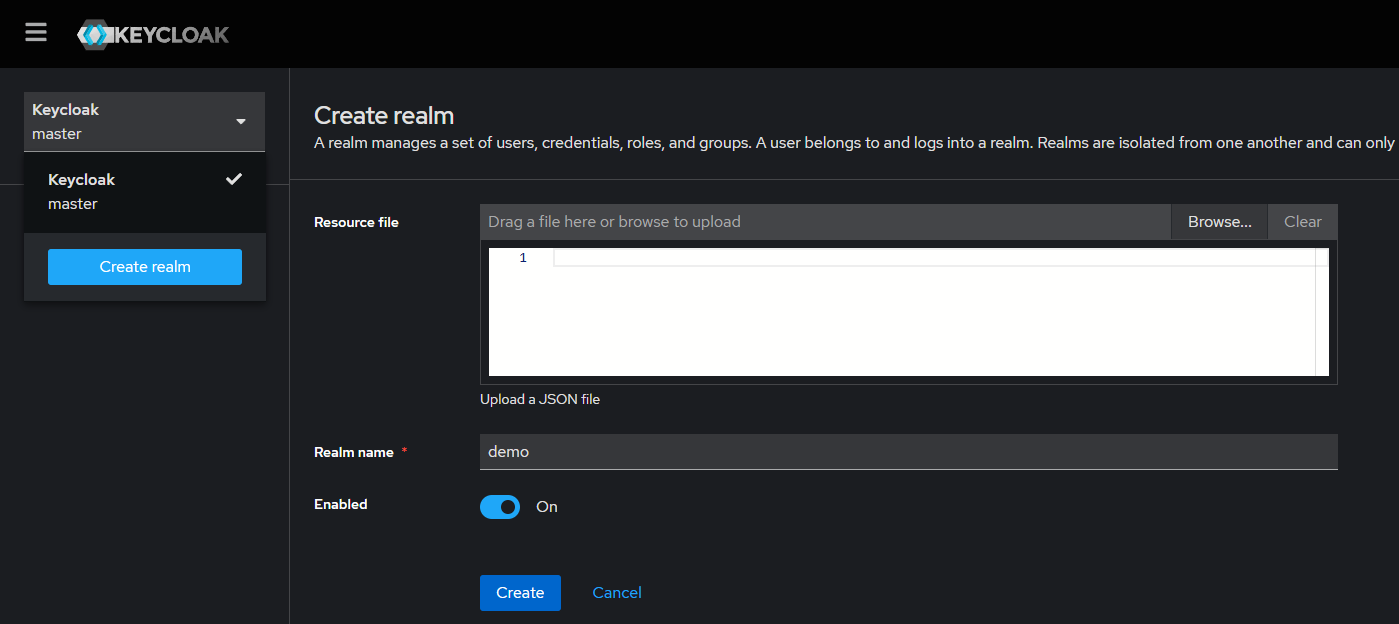 KEYCLOAK
Keycloak
master
Keycloak
master
Create realm
Create realm
A realm manages a set of users, credentials, roles, and groups. A user belongs to and logs into a realm. Realms are isolated from one another and can only
Resource file
Drag a file here or browse to upload
Browse...
Clear
1
Upload a JSON file
Realm name *
demo
Enabled
On
Create
Cancel